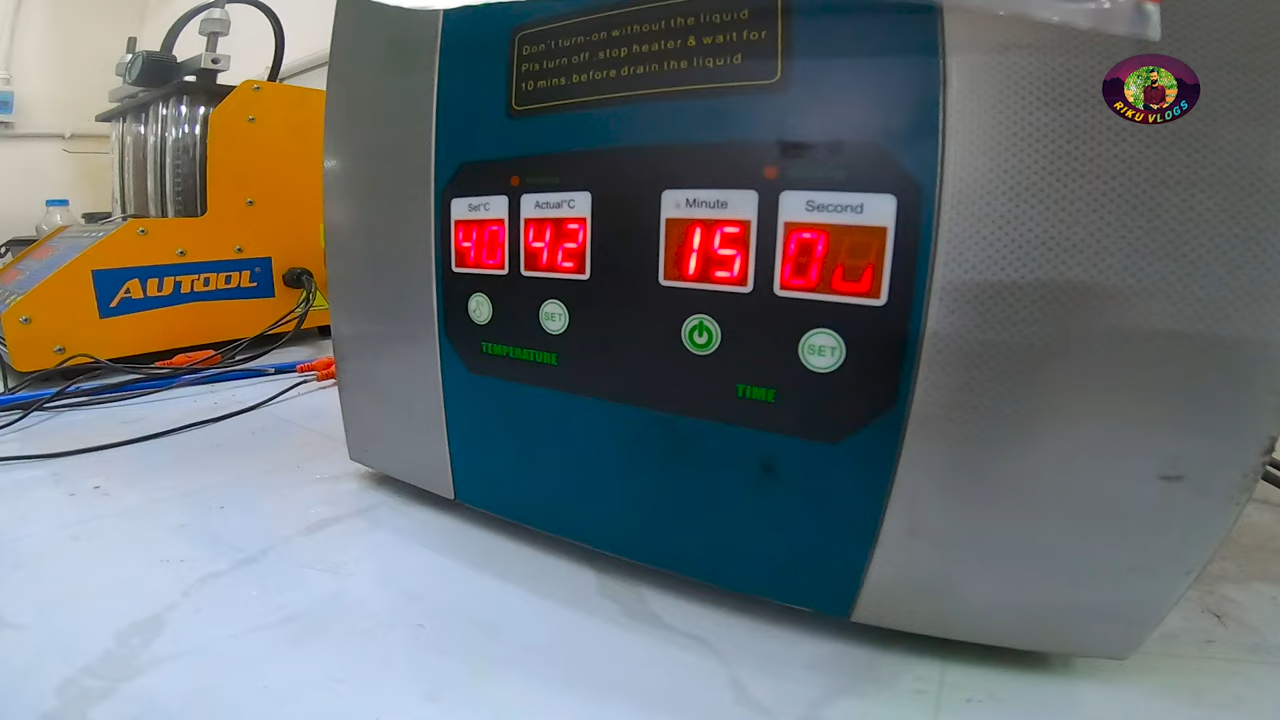 Don't turn-on without the liquid
Pls turn off .stop heater & wait for
10 mins.before drain the liquid
RIKU VLOGS
Set°C
Actual°C
Minute
Second
40
42
15
0
SET
SET
TEMPERATURE
TIME
AUTOOL